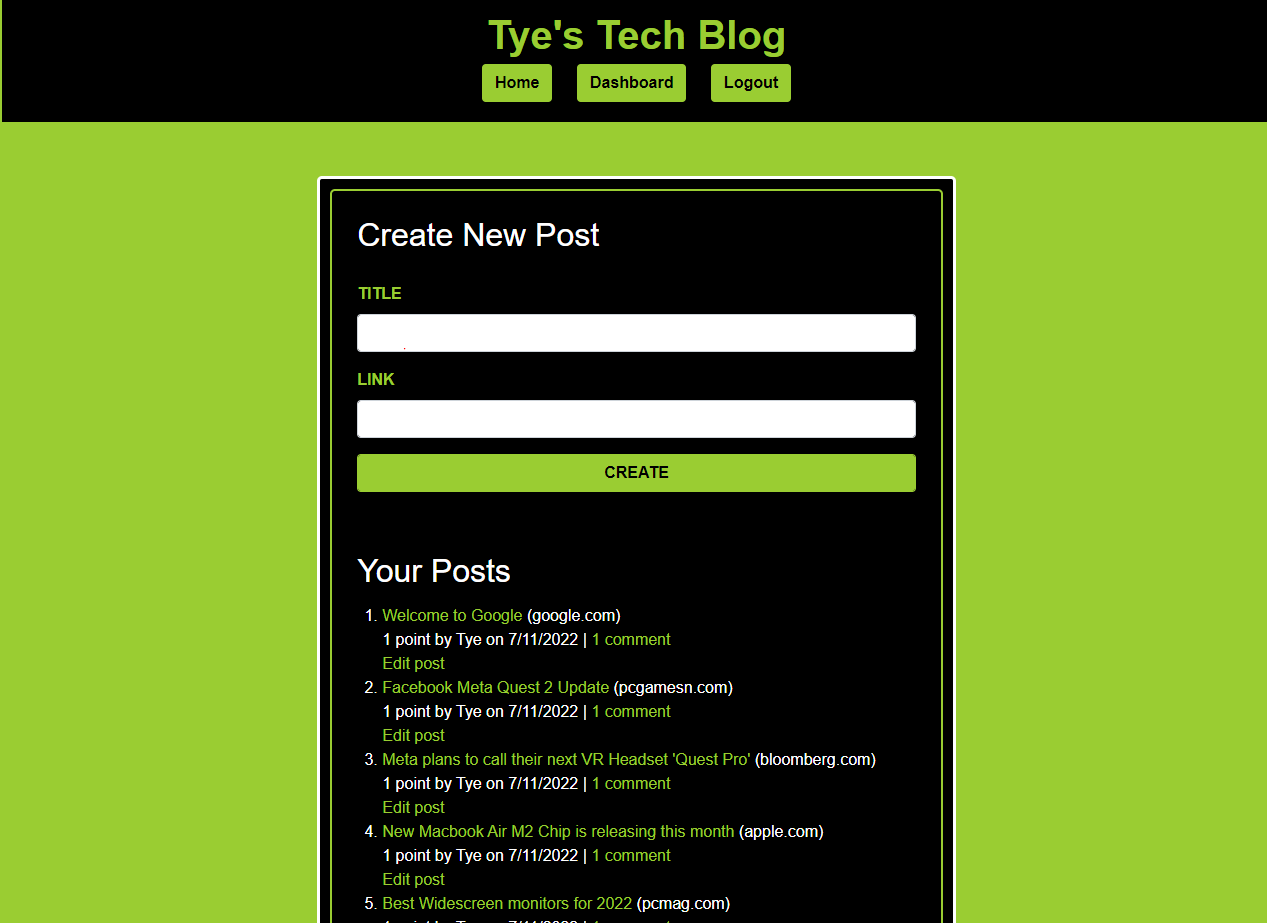 Tye's Tech Blog
Home Dashboard Logout
Create New Post
TITLE
LINK
CREATE
Your Posts
1. Welcome to Google (google.com)
1 point by Tye on 7/11/2022 | 1 comment
Edit post
2. Facebook Meta Quest 2 Update (pcgamesn.com)
1 point by Tye on 7/11/2022 | 1 comment
Edit post
3. Meta plans to call their next VR Headset 'Quest Pro' (bloomberg.com)
1 point by Tye on 7/11/2022 | 1 comment
Edit post
4. New Macbook Air M2 Chip is releasing this month (apple.com)
1 point by Tye on 7/11/2022 | 1 comment
Edit post
5. Best Widescreen monitors for 2022 (pcmag.com)